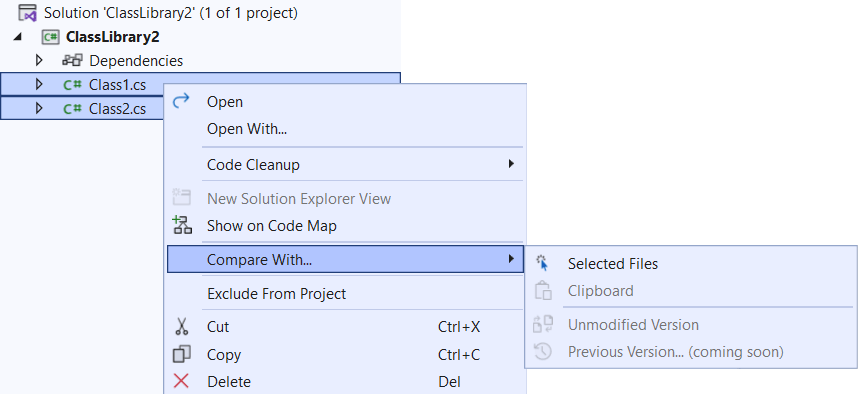 Solution 'ClassLibrary2' (1 of 1 project)
C# ClassLibrary2
Dependencies
C# Class1.cs
C# Class2.cs
Open
Open With...
Code Cleanup
New Solution Explorer View
Show on Code Map
Compare With...
Selected Files
Clipboard
Unmodified Version
Previous Version... (coming soon)
Exclude From Project
Cut Ctrl+X
Copy Ctrl+C
Delete Del